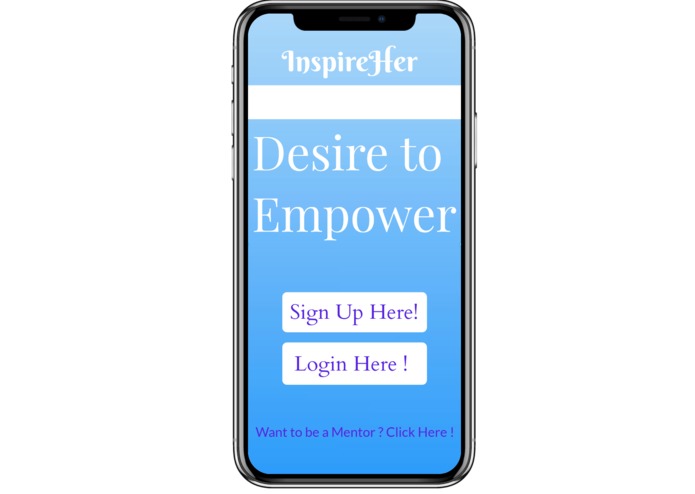 InspireHer
Desire to
Empower
Sign Up Here!
Login Here !
Want to be a Mentor ? Click Here !